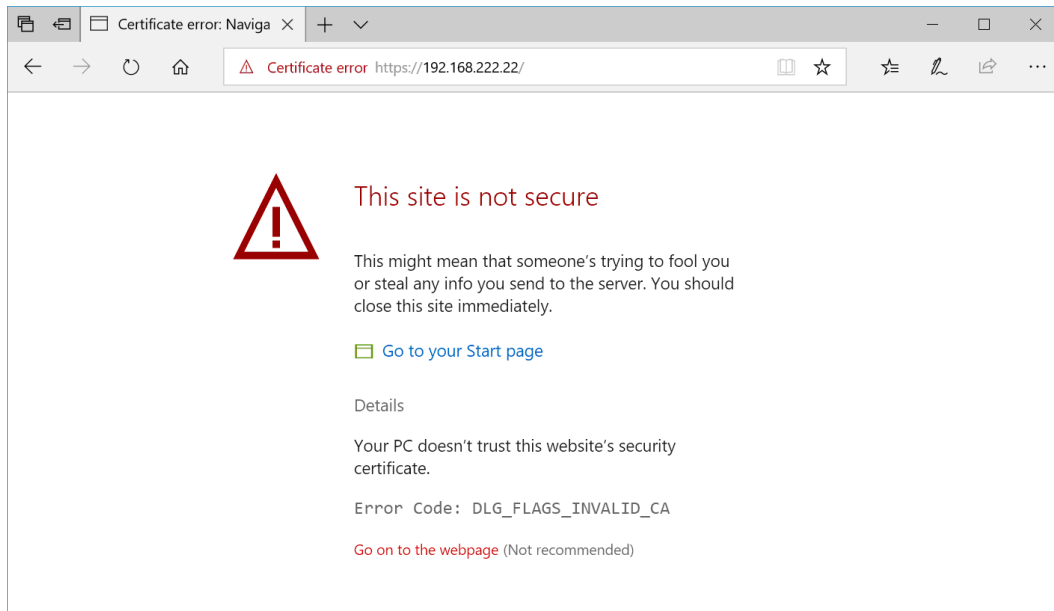 Certificate error: Naviga
Certificate error https://192.168.222.22/
This site is not secure
This might mean that someone's trying to fool you
or steal any info you send to the server. You should
close this site immediately.
Go to your Start page
Details
Your PC doesn't trust this website's security
certificate.
Error Code: DLG_FLAGS_INVALID_CA
Go on to the webpage (Not recommended)